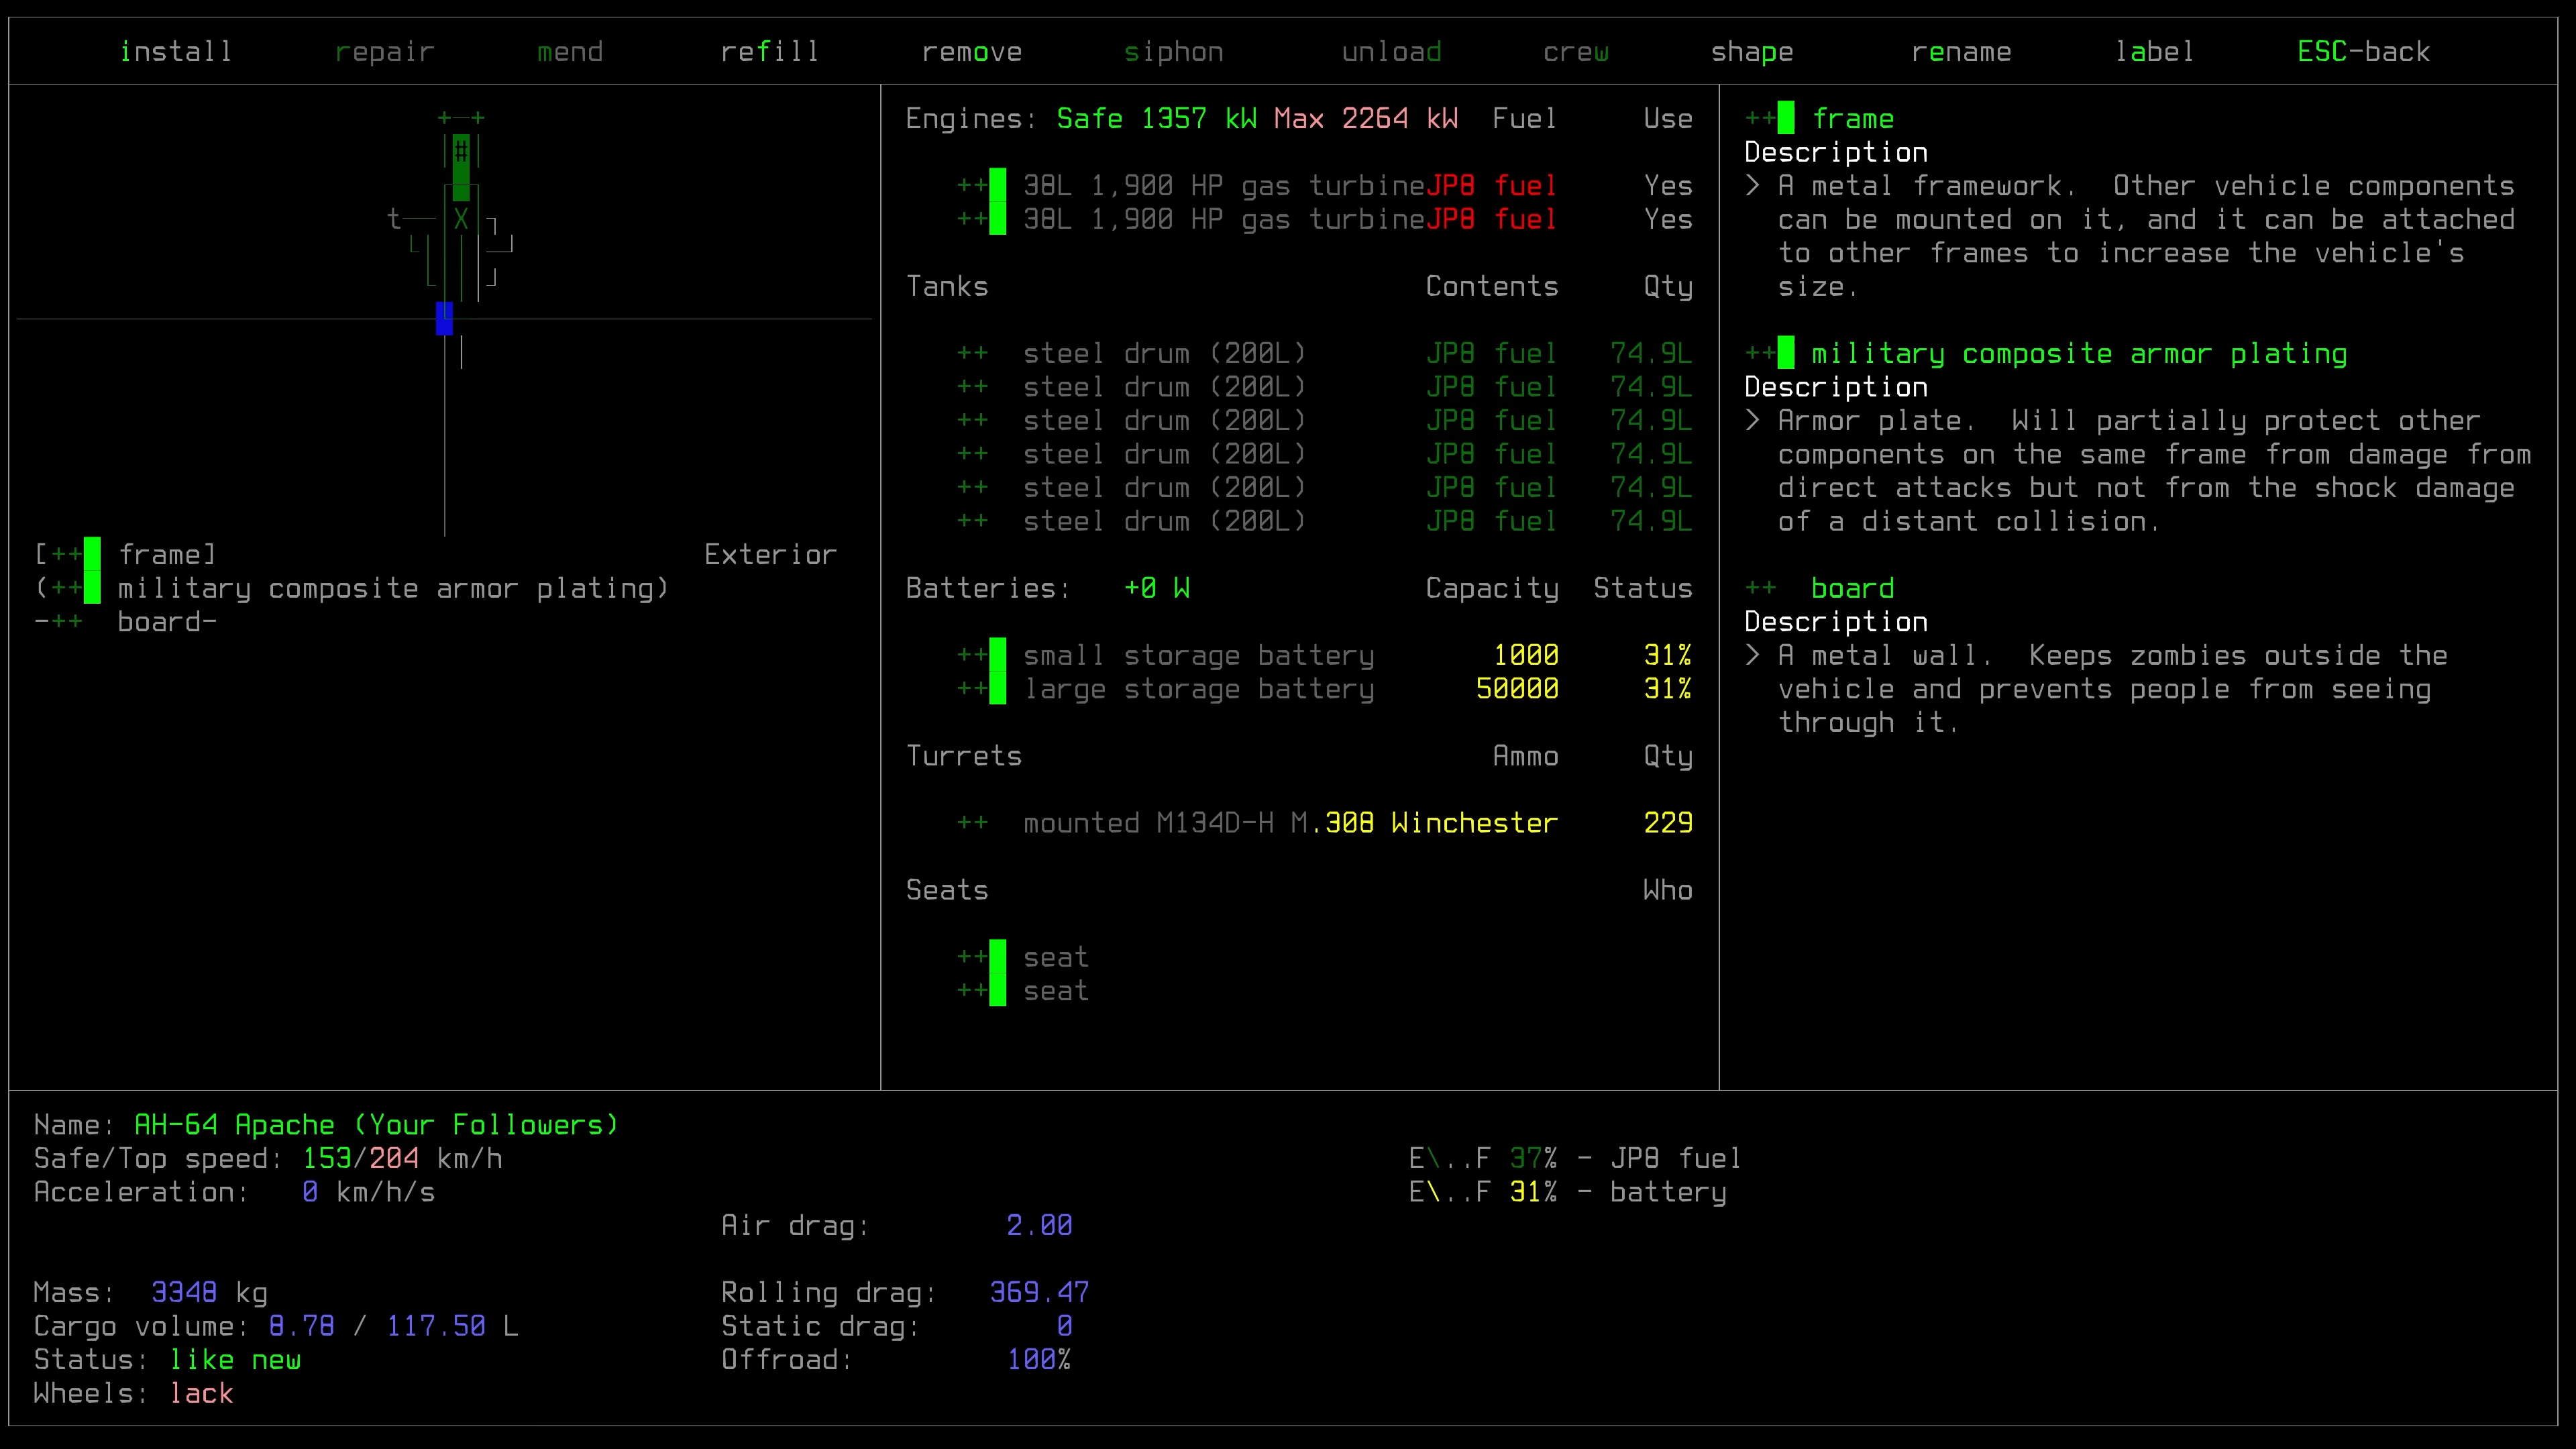 install repair mend refill remove siphon unload crew shape rename label ESC-back
+—+
#
t X
[++ frame] Exterior
(++ military composite armor plating)
-++ board-
Engines: Safe 1357 kW Max 2264 kW Fuel Use
++ 38L 1,900 HP gas turbineJP8 fuel Yes
++ 38L 1,900 HP gas turbineJP8 fuel Yes
Tanks Contents Qty
++ steel drum (200L) JP8 fuel 74.9L
++ steel drum (200L) JP8 fuel 74.9L
++ steel drum (200L) JP8 fuel 74.9L
++ steel drum (200L) JP8 fuel 74.9L
++ steel drum (200L) JP8 fuel 74.9L
++ steel drum (200L) JP8 fuel 74.9L
Batteries: +0 W Capacity Status
++ small storage battery 1000 31%
++ large storage battery 50000 31%
Turrets Ammo Qty
++ mounted M134D-H M.308 Winchester 229
Seats Who
++ seat
++ seat
++ frame
Description
> A metal framework. Other vehicle components
can be mounted on it, and it can be attached
to other frames to increase the vehicle's
size.
++ military composite armor plating
Description
> Armor plate. Will partially protect other
components on the same frame from damage from
direct attacks but not from the shock damage
of a distant collision.
++ board
Description
> A metal wall. Keeps zombies outside the
vehicle and prevents people from seeing
through it.
Name: AH-64 Apache (Your Followers)
Safe/Top speed: 153/204 km/h
Acceleration: 0 km/h/s
Mass: 3348 kg
Cargo volume: 8.78 / 117.50 L
Status: like new
Wheels: lack
Air drag: 2.00
Rolling drag: 369.47
Static drag: 0
Offroad: 100%
E\..F 37% - JP8 fuel
E\..F 31% - battery